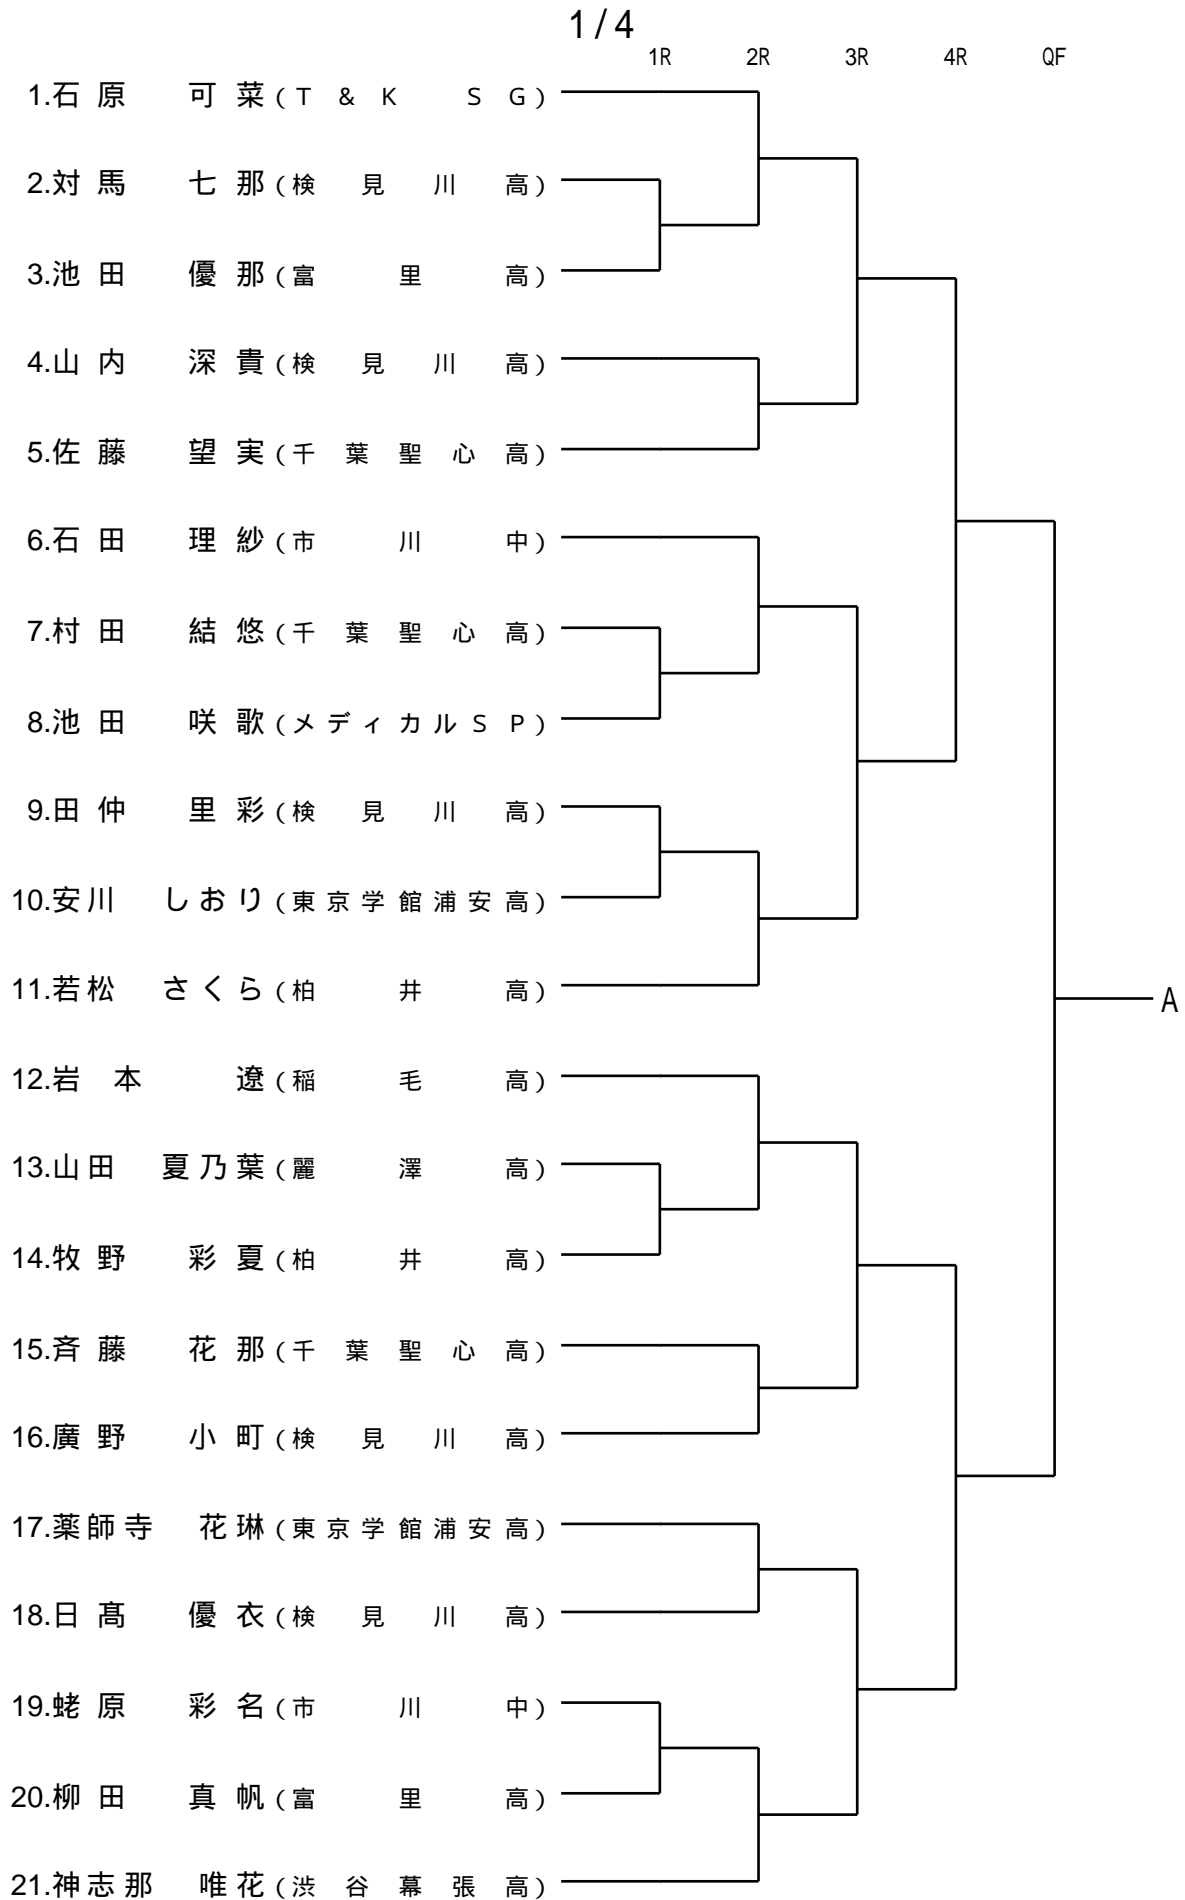 1/4
1R 2R 3R 4R QF
1.石原 可菜(T&K SG)
2.対馬 七那(検見川高)
3.池田 優那(富里高)
4.山内 深貴(検見川高)
5.佐藤 望実(千葉聖心高)
6.石田 理紗(市川中)
7.村田 結悠(千葉聖心高)
8.池田 咲歌(メディカルSP)
9.田仲 里彩(検見川高)
10.安川 しおり(東京学館浦安高)
11.若松 さくら(柏井高)
A
12.岩本 遼(稲毛高)
13.山田 夏乃葉(麗澤高)
14.牧野 彩夏(柏井高)
15.斉藤 花那(千葉聖心高)
16.廣野 小町(検見川高)
17.薬師寺 花琳(東京学館浦安高)
18.日髙 優衣(検見川高)
19.蛯原 彩名(市川中)
20.柳田 真帆(富里高)
21.神志那 唯花(渋谷幕張高)